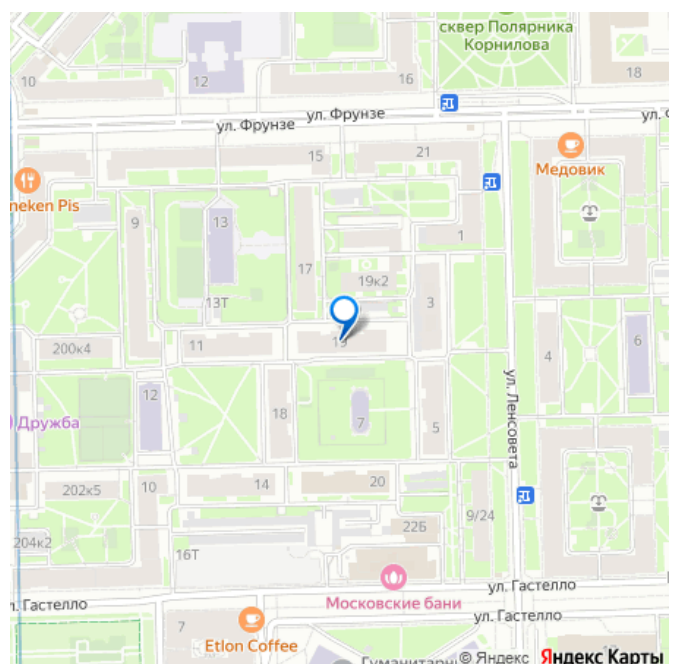 сквер Полярника
Корнилова
10
12
16
18
ул. Фрунзе
ул. Фрунзе
15
21
Медовик
neken Pis
9
13
1
17
19к2
13Т
3
200к4
11
19
4
6
12
Дружба
18
7
5
ул. Ленсовета
202к5
10
14
20
22Б
9/24
204к2
16Т
ул. Гастелло
Московские бани
ул. Гастелло
7
Etlon Coffee
ул. Гастелло
© Яндекс Яндекс Карты